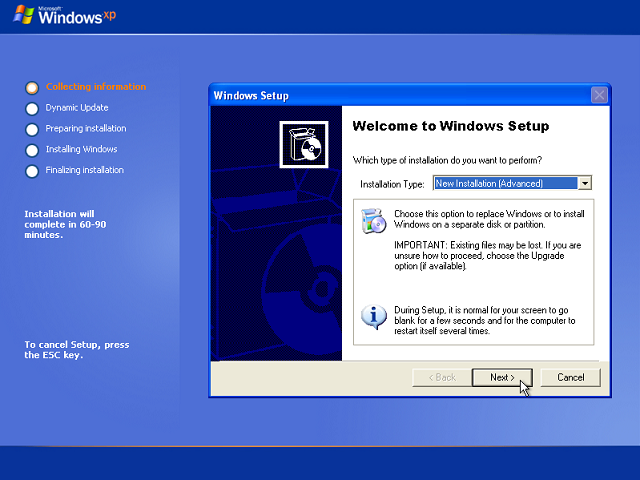 Microsoft
Windows xp
Collecting information
Dynamic Update
Preparing installation
Installing Windows
Finalizing installation
Installation will
complete in 60-90
minutes.
To cancel Setup, press
the ESC key.
Windows Setup
Welcome to Windows Setup
Which type of installation do you want to perform?
Installation Type: New Installation (Advanced)
Choose this option to replace Windows or to install
Windows on a separate disk or partition.
IMPORTANT: Existing files may be lost. If you are
unsure how to proceed, choose the Upgrade
option (if available).
During Setup, it is normal for your screen to go
blank for a few seconds and for the computer to
restart itself several times.
< Back Next > Cancel